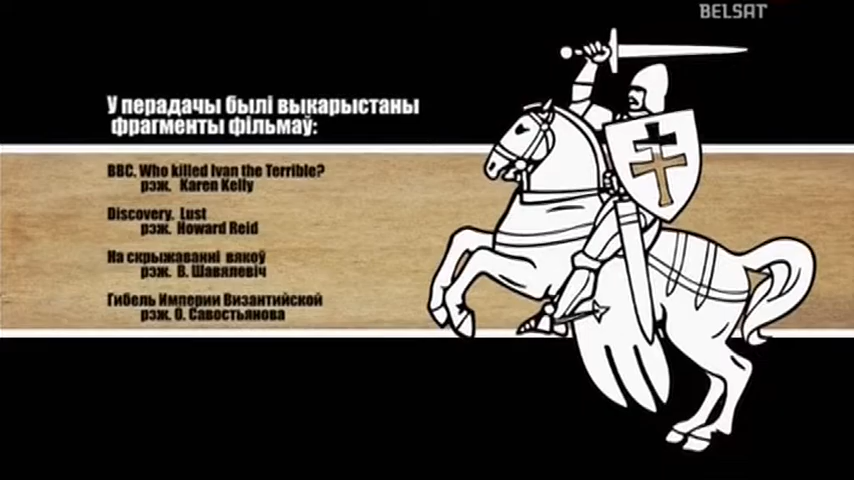 BELSAT
У перадачы былі выкарыстаны
фрагменты фільмаў:
BBC. Who killed Ivan the Terrible?
рэж. Karen Kelly
Discovery. Lust
рэж. Howard Reid
На скрыжаванні вякоў
рэж. В. Шавялевіч
Гибель Империи Византийской
рэж. О. Савостьянова